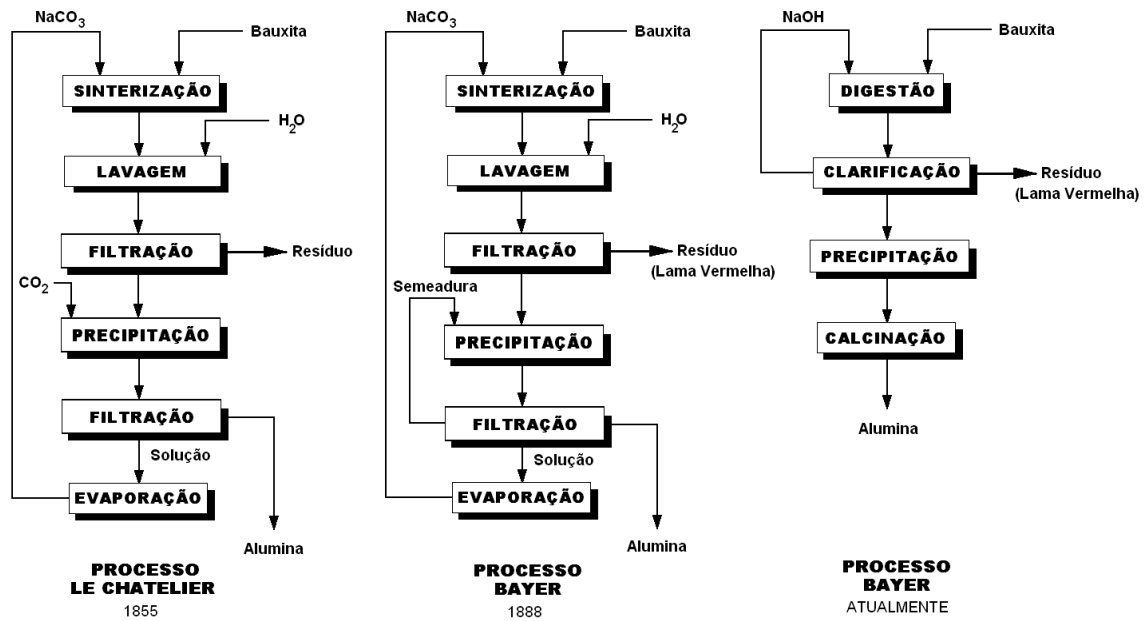 NaCO3
Bauxita
SINTERIZAÇÃO
H2O
LAVAGEM
FILTRAÇÃO
Resíduo
CO2
PRECIPITAÇÃO
FILTRAÇÃO
Solução
EVAPORAÇÃO
Alumina
PROCESSO
LE CHATELIER
1855
NaCO3
Bauxita
SINTERIZAÇÃO
H2O
LAVAGEM
FILTRAÇÃO
Resíduo
(Lama Vermelha)
Semeadura
PRECIPITAÇÃO
FILTRAÇÃO
Solução
EVAPORAÇÃO
Alumina
PROCESSO
BAYER
1888
NaOH
Bauxita
DIGESTÃO
CLARIFICAÇÃO
Resíduo
(Lama Vermelha)
PRECIPITAÇÃO
CALCINAÇÃO
Alumina
PROCESSO
BAYER
ATUALMENTE